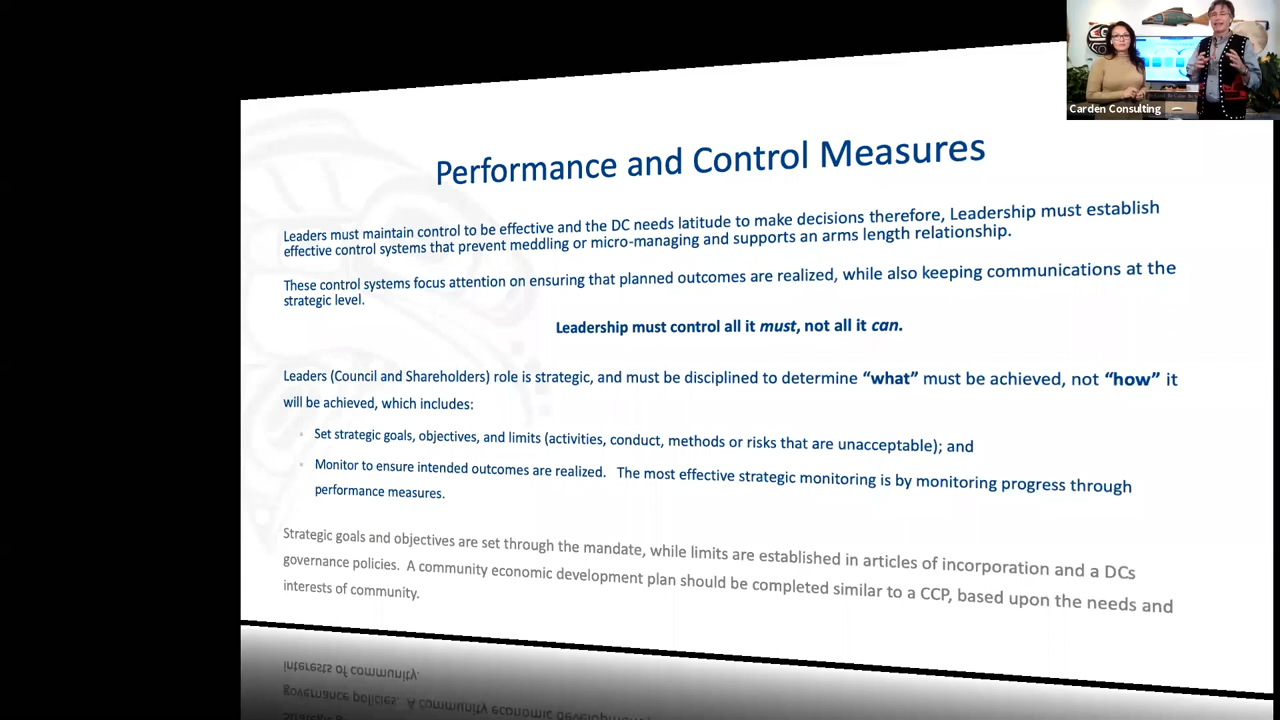 Carden Consulting
Performance and Control Measures
Leaders must maintain control to be effective and the DC needs latitude to make decisions therefore, Leadership must establish
effective control systems that prevent meddling or micro-managing and supports an arms length relationship.
These control systems focus attention on ensuring that planned outcomes are realized, while also keeping communications at the
strategic level.
Leadership must control all it must, not all it can.
Leaders (Council and Shareholders) role is strategic, and must be disciplined to determine “what” must be achieved, not “how” it
will be achieved, which includes:
Set strategic goals, objectives, and limits (activities, conduct, methods or risks that are unacceptable); and
Monitor to ensure intended outcomes are realized. The most effective strategic monitoring is by monitoring progress through
performance measures.
Strategic goals and objectives are set through the mandate, while limits are established in articles of incorporation and a DCs
governance policies. A community economic development plan should be completed similar to a CCP, based upon the needs and
interests of community.
interests of community.
governance policies. A community economic development